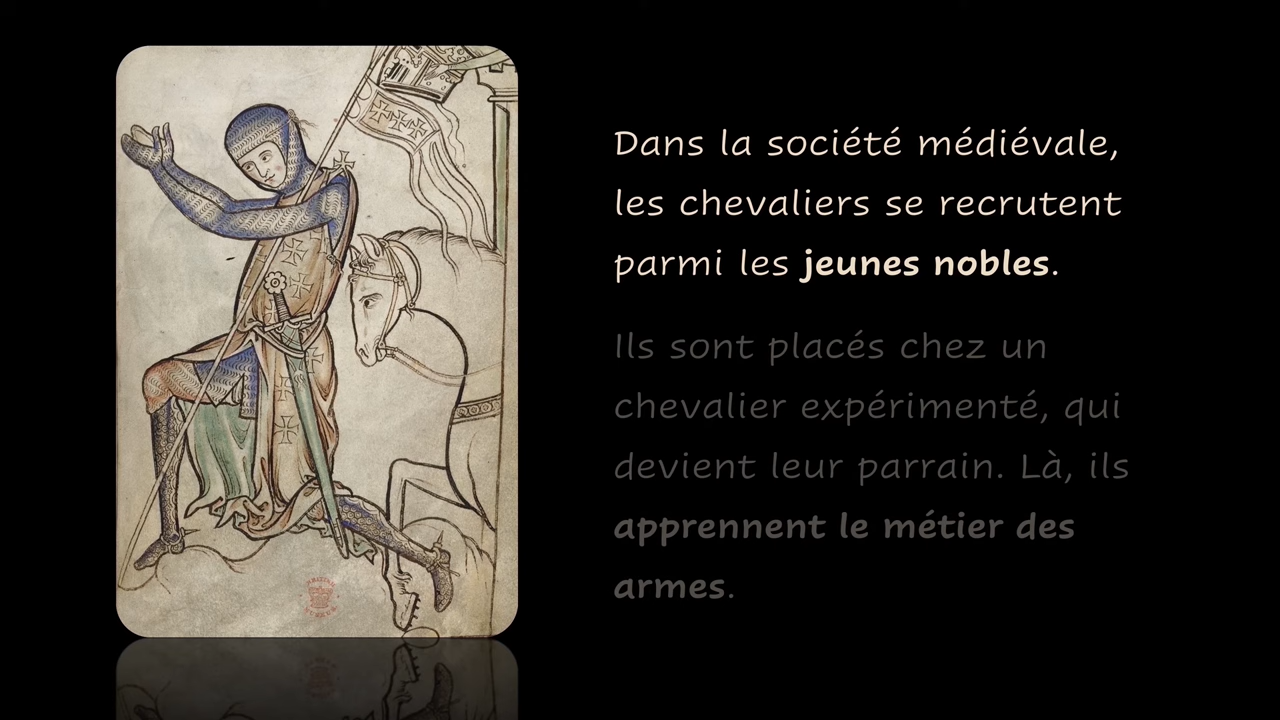 Dans la société médiévale,
les chevaliers se recrutent
parmi les jeunes nobles.
Ils sont placés chez un
chevalier expérimenté, qui
devient leur parrain. Là, ils
apprennent le métier des
armes.